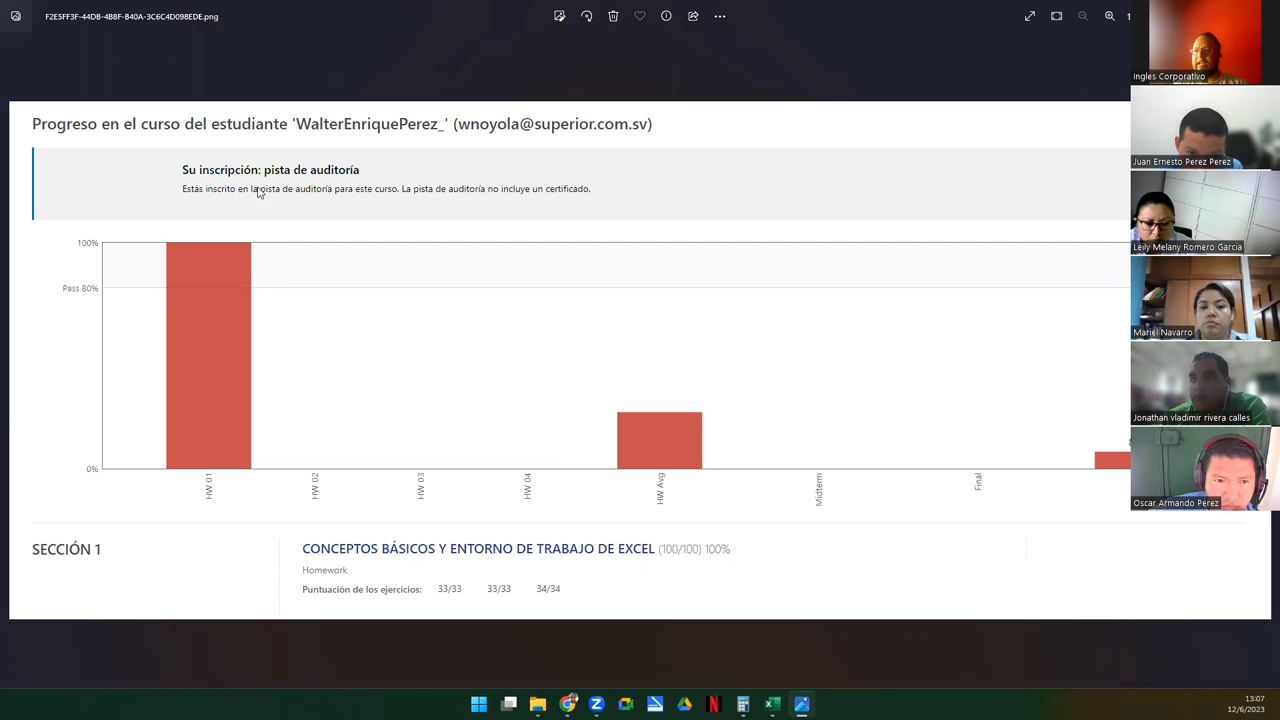 F2E5FF3F-44DB-4B8F-B40A-3C6C4D098EDE.png
Progreso en el curso del estudiante 'WalterEnriquePerez_' (wnoyola@superior.com.sv)
Su inscripción: pista de auditoría
Estás inscrito en la pista de auditoría para este curso. La pista de auditoría no incluye un certificado.
100%
Pass 80%
0%
HW 01
HW 02
HW 03
HW 04
HW Avg
Midterm
Final
SECCIÓN 1
CONCEPTOS BÁSICOS Y ENTORNO DE TRABAJO DE EXCEL (100/100) 100%
Homework
Puntuación de los ejercicios: 33/33 33/33 34/34
Ingles Corporativo
Juan Ernesto Perez Perez
Leily Melany Romero Garcia
Mariel Navarro
Jonathan vladimir rivera calles
Oscar Armando Perez
13:07
12/6/2023